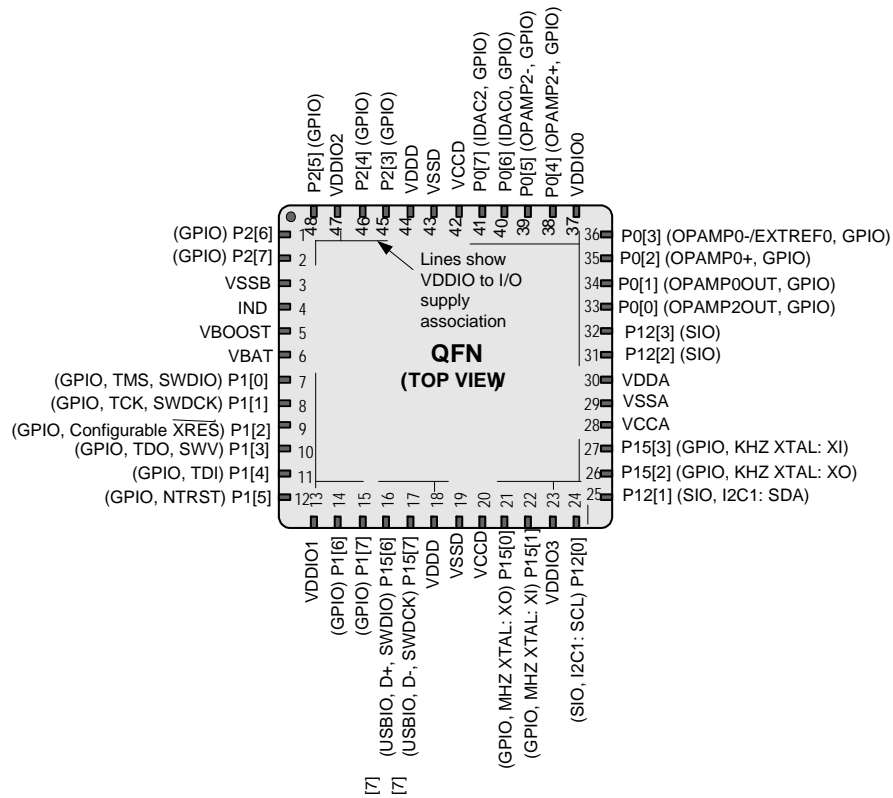 P2[5] (GPIO)
VDDIO2
P2[4] (GPIO)
P2[3] (GPIO)
VDDD
VSSD
VCCD
P0[7] (IDAC2, GPIO)
P0[6] (IDAC0, GPIO)
P0[5] (OPAMP2-, GPIO)
P0[4] (OPAMP2+, GPIO)
VDDIO0
48
47
46
45
44
43
42
41
40
39
38
37
(GPIO) P2[6]
1
(GPIO) P2[7]
2
VSSB
3
IND
4
VBOOST
5
VBAT
6
(GPIO, TMS, SWDIO) P1[0]
7
(GPIO, TCK, SWDCK) P1[1]
8
(GPIO, Configurable XRES) P1[2]
9
(GPIO, TDO, SWV) P1[3]
10
(GPIO, TDI) P1[4]
11
(GPIO, NTRST) P1[5]
12
Lines show
VDDIO to I/O
supply
association
QFN
(TOP VIEW)
36
P0[3] (OPAMP0-/EXTREF0, GPIO)
35
P0[2] (OPAMP0+, GPIO)
34
P0[1] (OPAMP0OUT, GPIO)
33
P0[0] (OPAMP2OUT, GPIO)
32
P12[3] (SIO)
31
P12[2] (SIO)
30
VDDA
29
VSSA
28
VCCA
27
P15[3] (GPIO, KHZ XTAL: XI)
26
P15[2] (GPIO, KHZ XTAL: XO)
25
P12[1] (SIO, I2C1: SDA)
13
14
15
16
17
18
19
20
21
22
23
24
VDDIO1
(GPIO) P1[6]
(GPIO) P1[7]
(USBIO, D+, SWDIO) P15[6]
(USBIO, D-, SWDCK) P15[7]
VDDD
VSSD
VCCD
(GPIO, MHZ XTAL: XO) P15[0]
(GPIO, MHZ XTAL: XI) P15[1]
VDDIO3
(SIO, I2C1: SCL) P12[0]
[7]
[7]